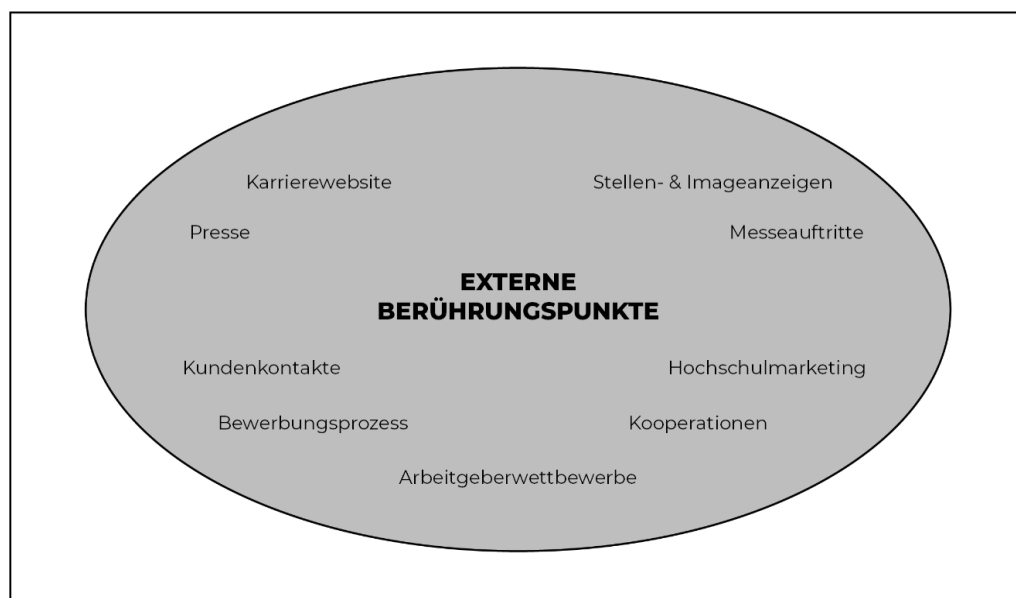 Karrierewebsite
Stellen- & Imageanzeigen
Presse
Messeauftritte
EXTERNE
BERÜHRUNGSPUNKTE
Kundenkontakte
Hochschulmarketing
Bewerbungsprozess
Kooperationen
Arbeitgeberwettbewerbe